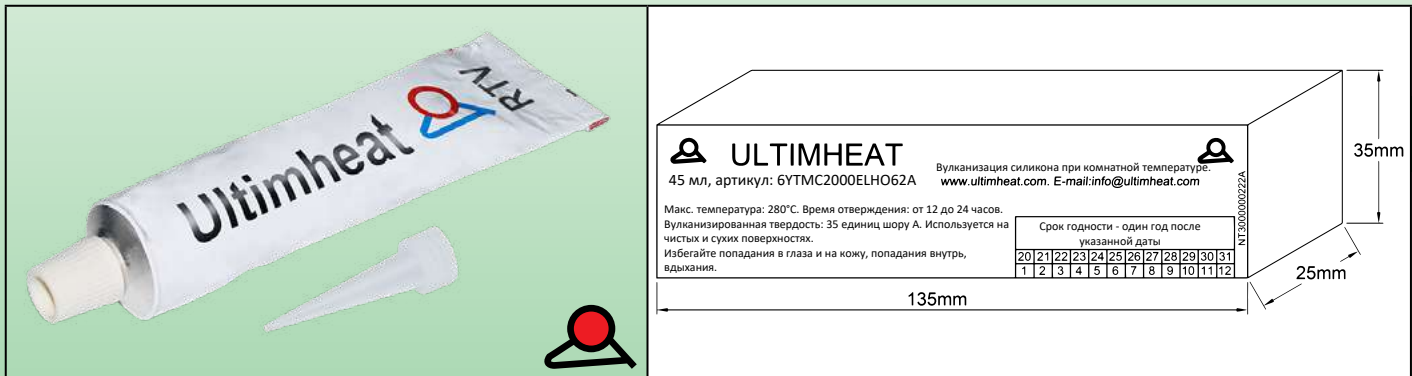 Ultimheat
RTV
ULTIMHEAT
45 мл, артикул: 6YTMC2000ELHO62A
Вулканизация силикона при комнатной температуре.
www.ultimheat.com. E-mail:info@ultimheat.com
Макс. температура: 280°C. Время отверждения: от 12 до 24 часов.
Вулканизированная твердость: 35 единиц шору А. Используется на
чистых и сухих поверхностях.
Избегайте попадания в глаза и на кожу, попадания внутрь,
вдыхания.
Срок годности - один год после
указанной даты
20 21 22 23 24 25 26 27 28 29 30 31
1 2 3 4 5 6 7 8 9 10 11 12
NT3000000222A
35mm
25mm
135mm